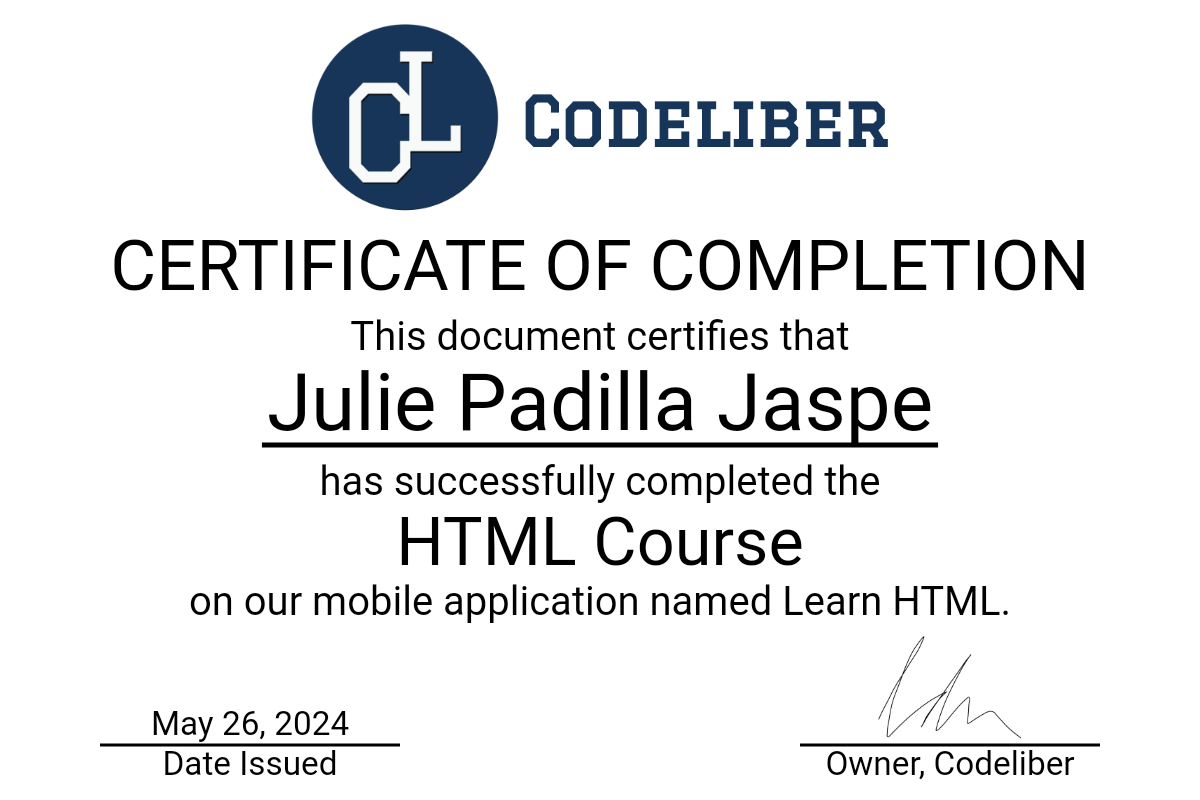 CL
CODELIBER
CERTIFICATE OF COMPLETION
This document certifies that
Julie Padilla Jaspe
has successfully completed the
HTML Course
on our mobile application named Learn HTML.
May 26, 2024
Date Issued
Owner, Codeliber